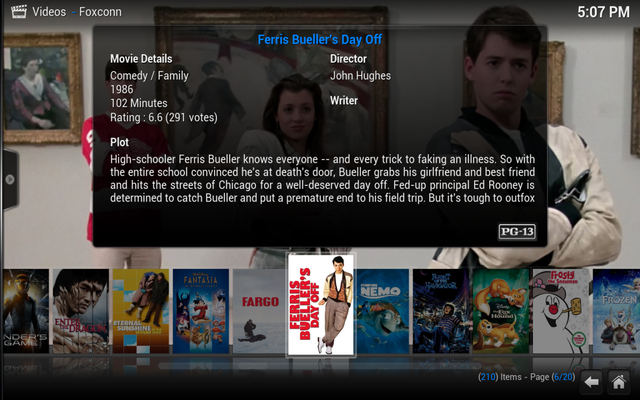 Videos - Foxconn
5:07 PM
Ferris Bueller's Day Off
Movie Details
Comedy / Family
1986
102 Minutes
Rating : 6.6 (291 votes)
Director
John Hughes
Writer
Plot
High-schooler Ferris Bueller knows everyone -- and every trick to faking an illness. So with
the entire school convinced he's at death's door, Bueller grabs his girlfriend and best friend
and hits the streets of Chicago for a well-deserved day off. Fed-up principal Ed Rooney is
determined to catch Bueller and put a premature end to his field trip. But it's tough to outfox
PG-13
NDER'S GAME
ENTER THE DRAGON
ETERNAL SUNSHINE
FANTASIA
FARGO
FERRIS
BUELLER'S
DAY OFF
NEMO
Fox
Hound
Frosty
FROZEN
(210) Items - Page (6/20)